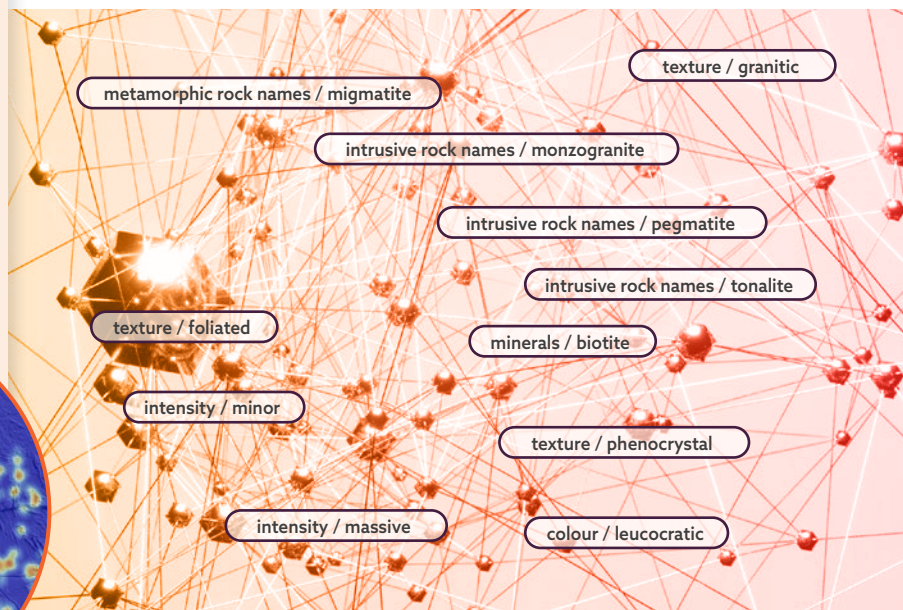 texture / granitic
metamorphic rock names / migmatite
intrusive rock names / monzogranite
intrusive rock names / pegmatite
intrusive rock names / tonalite
texture / foliated
minerals / biotite
intensity / minor
texture / phenocrystal
intensity / massive
colour / leucocratic